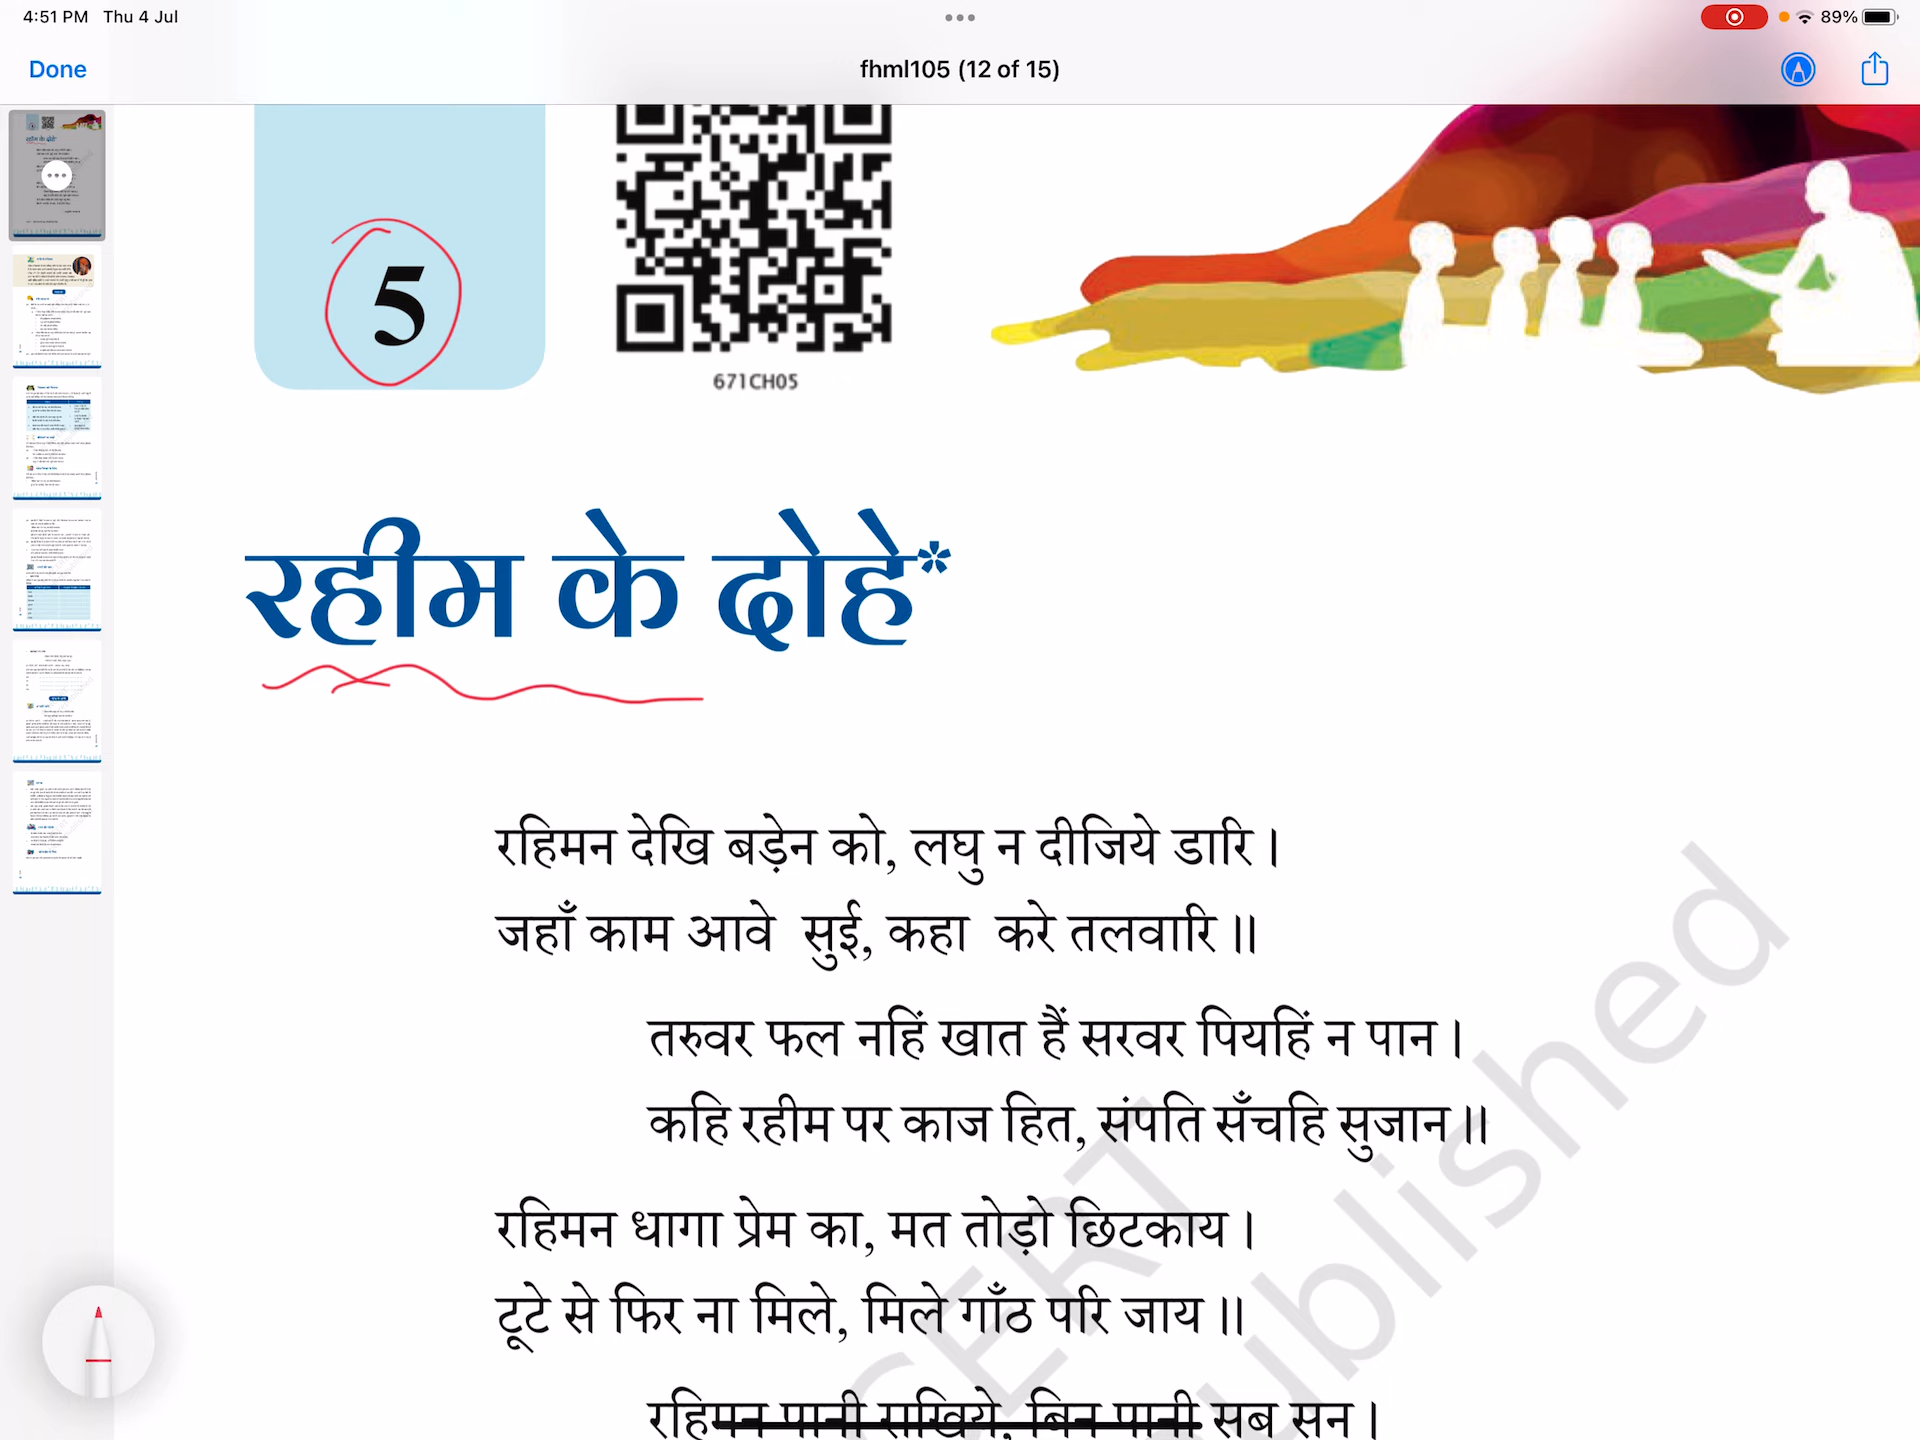 4:51 PM Thu 4 Jul
89%
Done
fhml105 (12 of 15)
5
671CH05
रहीम के दोहे*
रहिमन देखि बड़ेन को, लघु न दीजिये डारि।
जहाँ काम आवे सुई, कहा करे तलवारि॥
तरुवर फल नहिं खात हैं सरवर पियहिं न पान।
कहि रहीम पर काज हित, संपति सँचहि सुजान॥
रहिमन धागा प्रेम का, मत तोड़ो छिटकाय।
टूटे से फिर ना मिले, मिले गाँठ परि जाय॥
रहिमन पानी राखिये, बिन पानी सब सून।